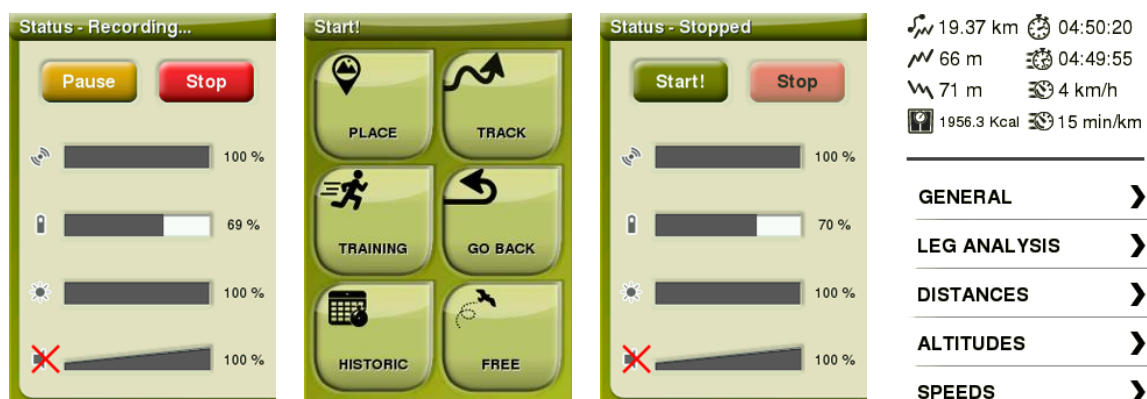 Status - Recording...
Pause
Stop
100 %
69 %
100 %
100 %
Start!
PLACE
TRACK
TRAINING
GO BACK
HISTORIC
FREE
Status - Stopped
Start!
Stop
100 %
70 %
100 %
100 %
19.37 km 04:50:20
66 m 04:49:55
71 m 4 km/h
1956.3 Kcal 15 min/km
GENERAL
LEG ANALYSIS
DISTANCES
ALTITUDES
SPEEDS